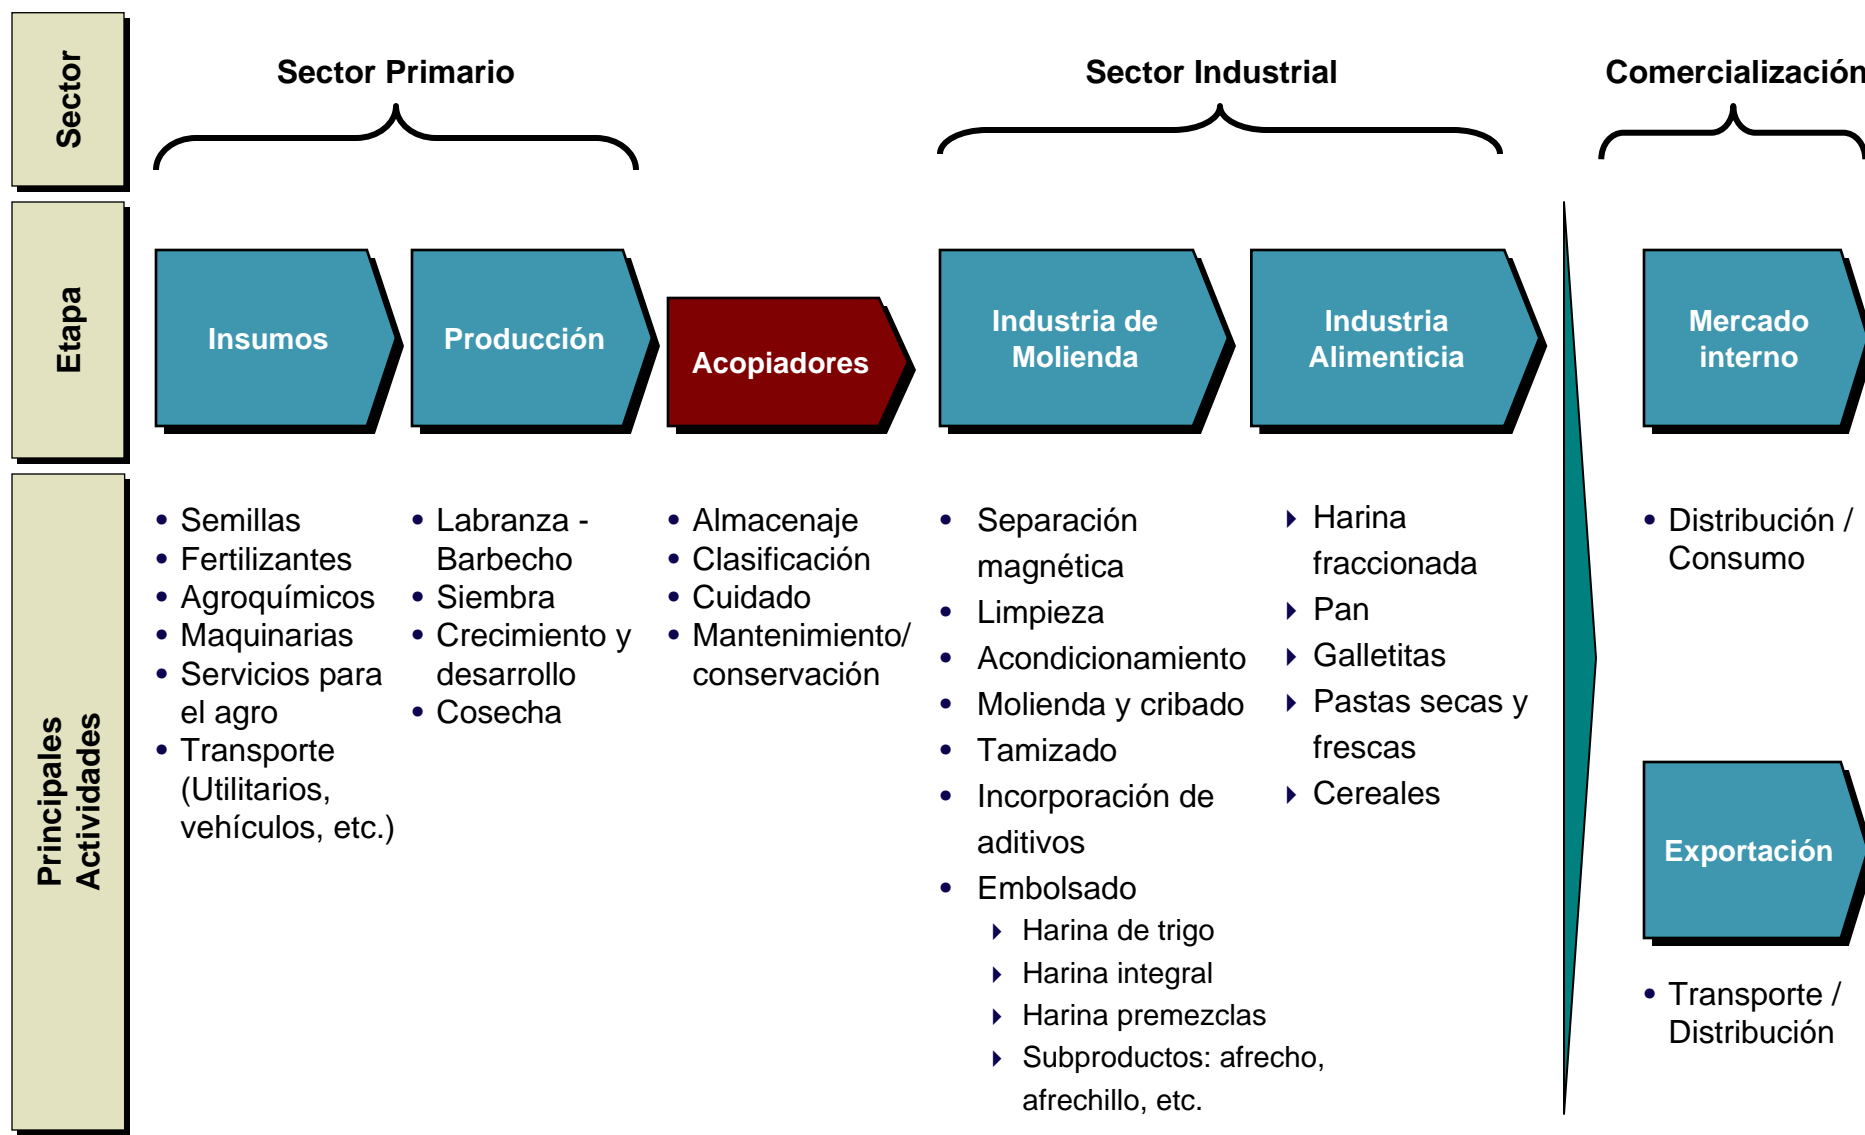 Sector
Sector Primario
Sector Industrial
Comercialización
Etapa
Insumos
Producción
Acopiadores
Industria de
Molienda
Industria
Alimenticia
Mercado
interno
Principales
Actividades
• Semillas
• Fertilizantes
• Agroquímicos
• Maquinarias
• Servicios para
el agro
• Transporte
(Utilitarios,
vehículos, etc.)
• Labranza -
Barbecho
• Siembra
• Crecimiento y
desarrollo
• Cosecha
• Almacenaje
• Clasificación
• Cuidado
• Mantenimiento/
conservación
• Separación
magnética
• Limpieza
• Acondicionamiento
• Molienda y cribado
• Tamizado
• Incorporación de
aditivos
• Embolsado
Harina de trigo
Harina integral
Harina premezclas
Subproductos: afrecho,
afrechillo, etc.
Harina
fraccionada
Pan
Galletitas
Pastas secas y
frescas
Cereales
• Distribución /
Consumo
Exportación
• Transporte /
Distribución